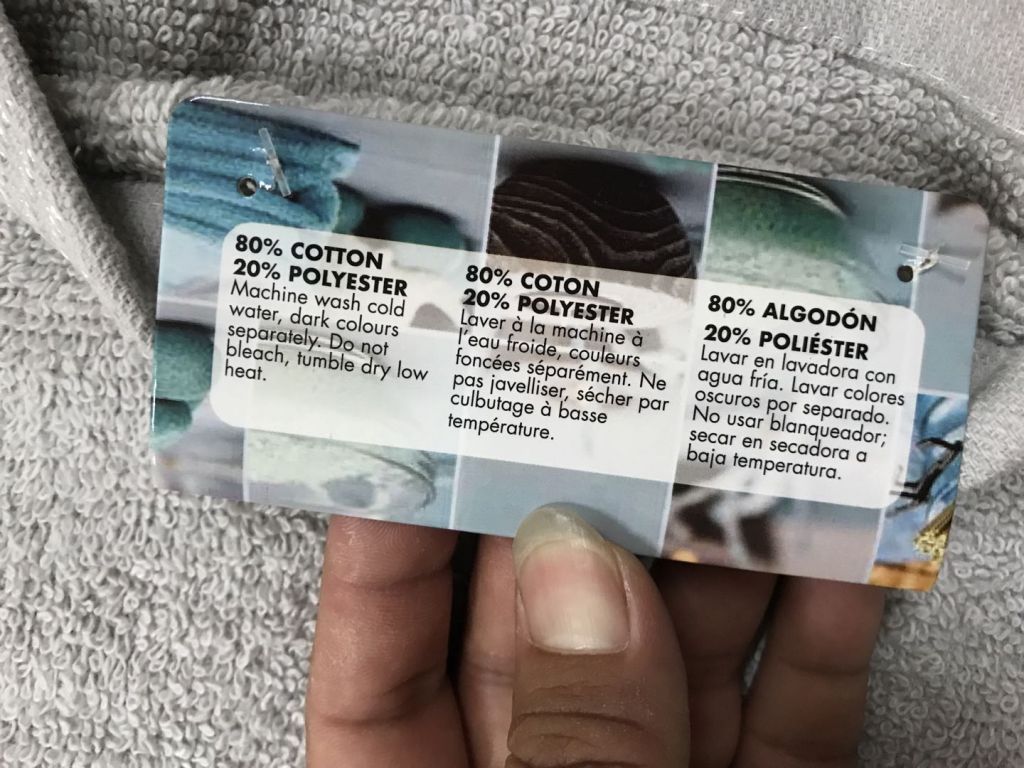 80% COTTON
20% POLYESTER
Machine wash cold
water, dark colours
separately. Do not
bleach, tumble dry low
heat.
80% COTON
20% POLYESTER
Laver à la machine à
l'eau froide, couleurs
foncées séparément. Ne
pas javelliser, sécher par
culbutage à basse
température.
80% ALGODÓN
20% POLIÉSTER
Lavar en lavadora con
agua fría. Lavar colores
oscuros por separado.
No usar blanqueador;
secar en secadora a
baja temperatura.